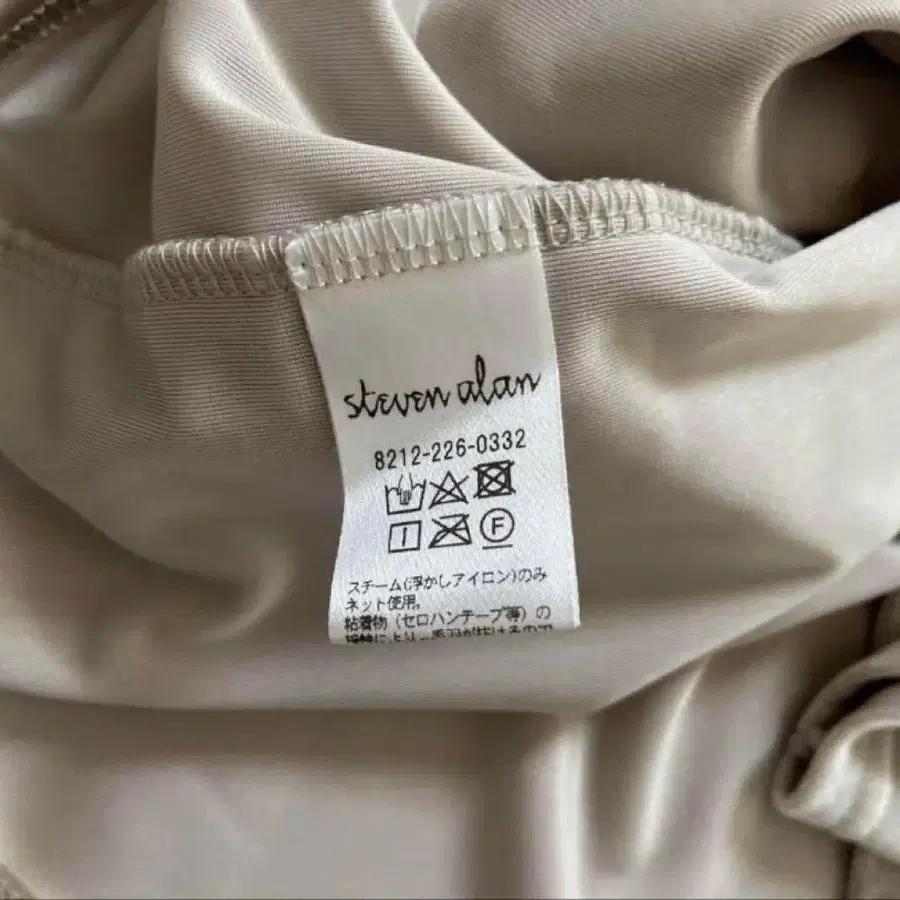 steven alan
8212-226-0332
F
スチーム(浮かしアイロン)のみ
ネット使用。
粘着物（セロハンテープ等）の